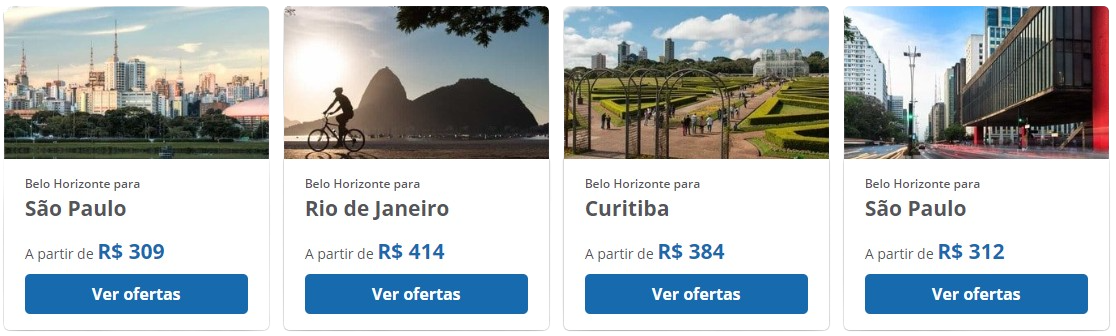 Belo Horizonte para
São Paulo
A partir de R$ 309
Ver ofertas
Belo Horizonte para
Rio de Janeiro
A partir de R$ 414
Ver ofertas
Belo Horizonte para
Curitiba
A partir de R$ 384
Ver ofertas
Belo Horizonte para
São Paulo
A partir de R$ 312
Ver ofertas